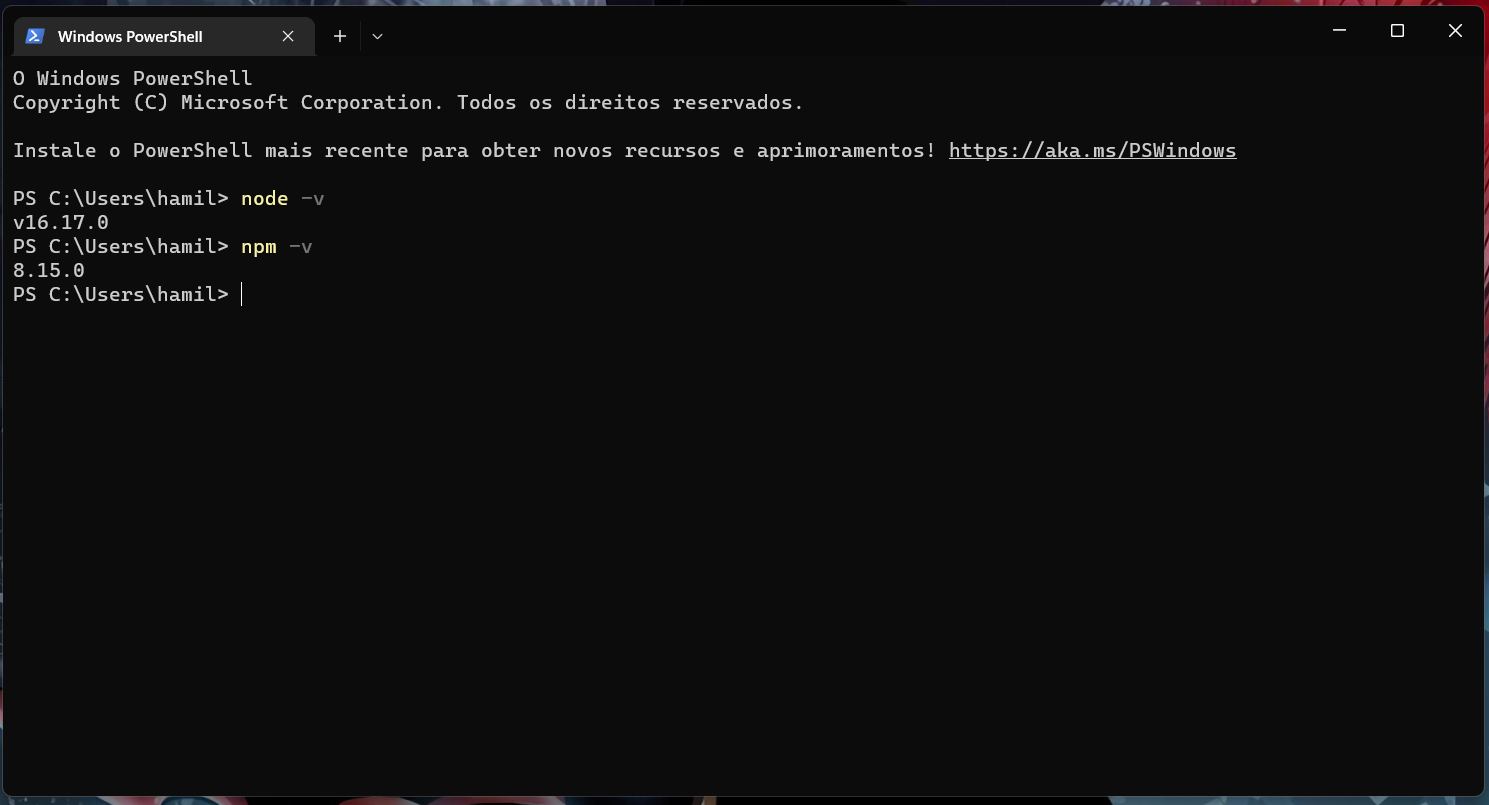 Windows PowerShell
O Windows PowerShell
Copyright (C) Microsoft Corporation. Todos os direitos reservados.
Instale o PowerShell mais recente para obter novos recursos e aprimoramentos! https://aka.ms/PSWindows
PS C:\Users\hamil> node -v
v16.17.0
PS C:\Users\hamil> npm -v
8.15.0
PS C:\Users\hamil>